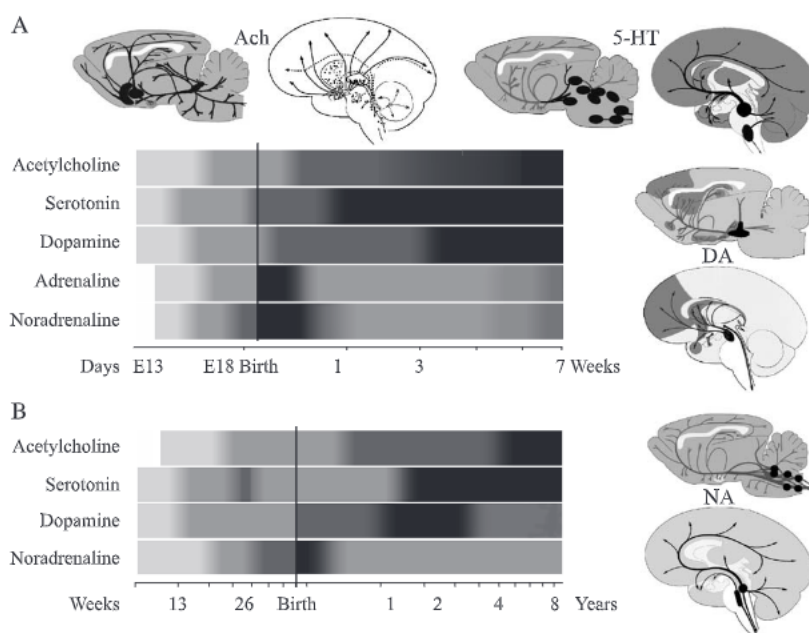 A
Ach
5-HT
Acetylcholine
Serotonin
Dopamine
Adrenaline
Noradrenaline
Days E13 E18 Birth 1 3 7 Weeks
DA
B
Acetylcholine
Serotonin
Dopamine
Noradrenaline
Weeks 13 26 Birth 1 2 4 8 Years
NA